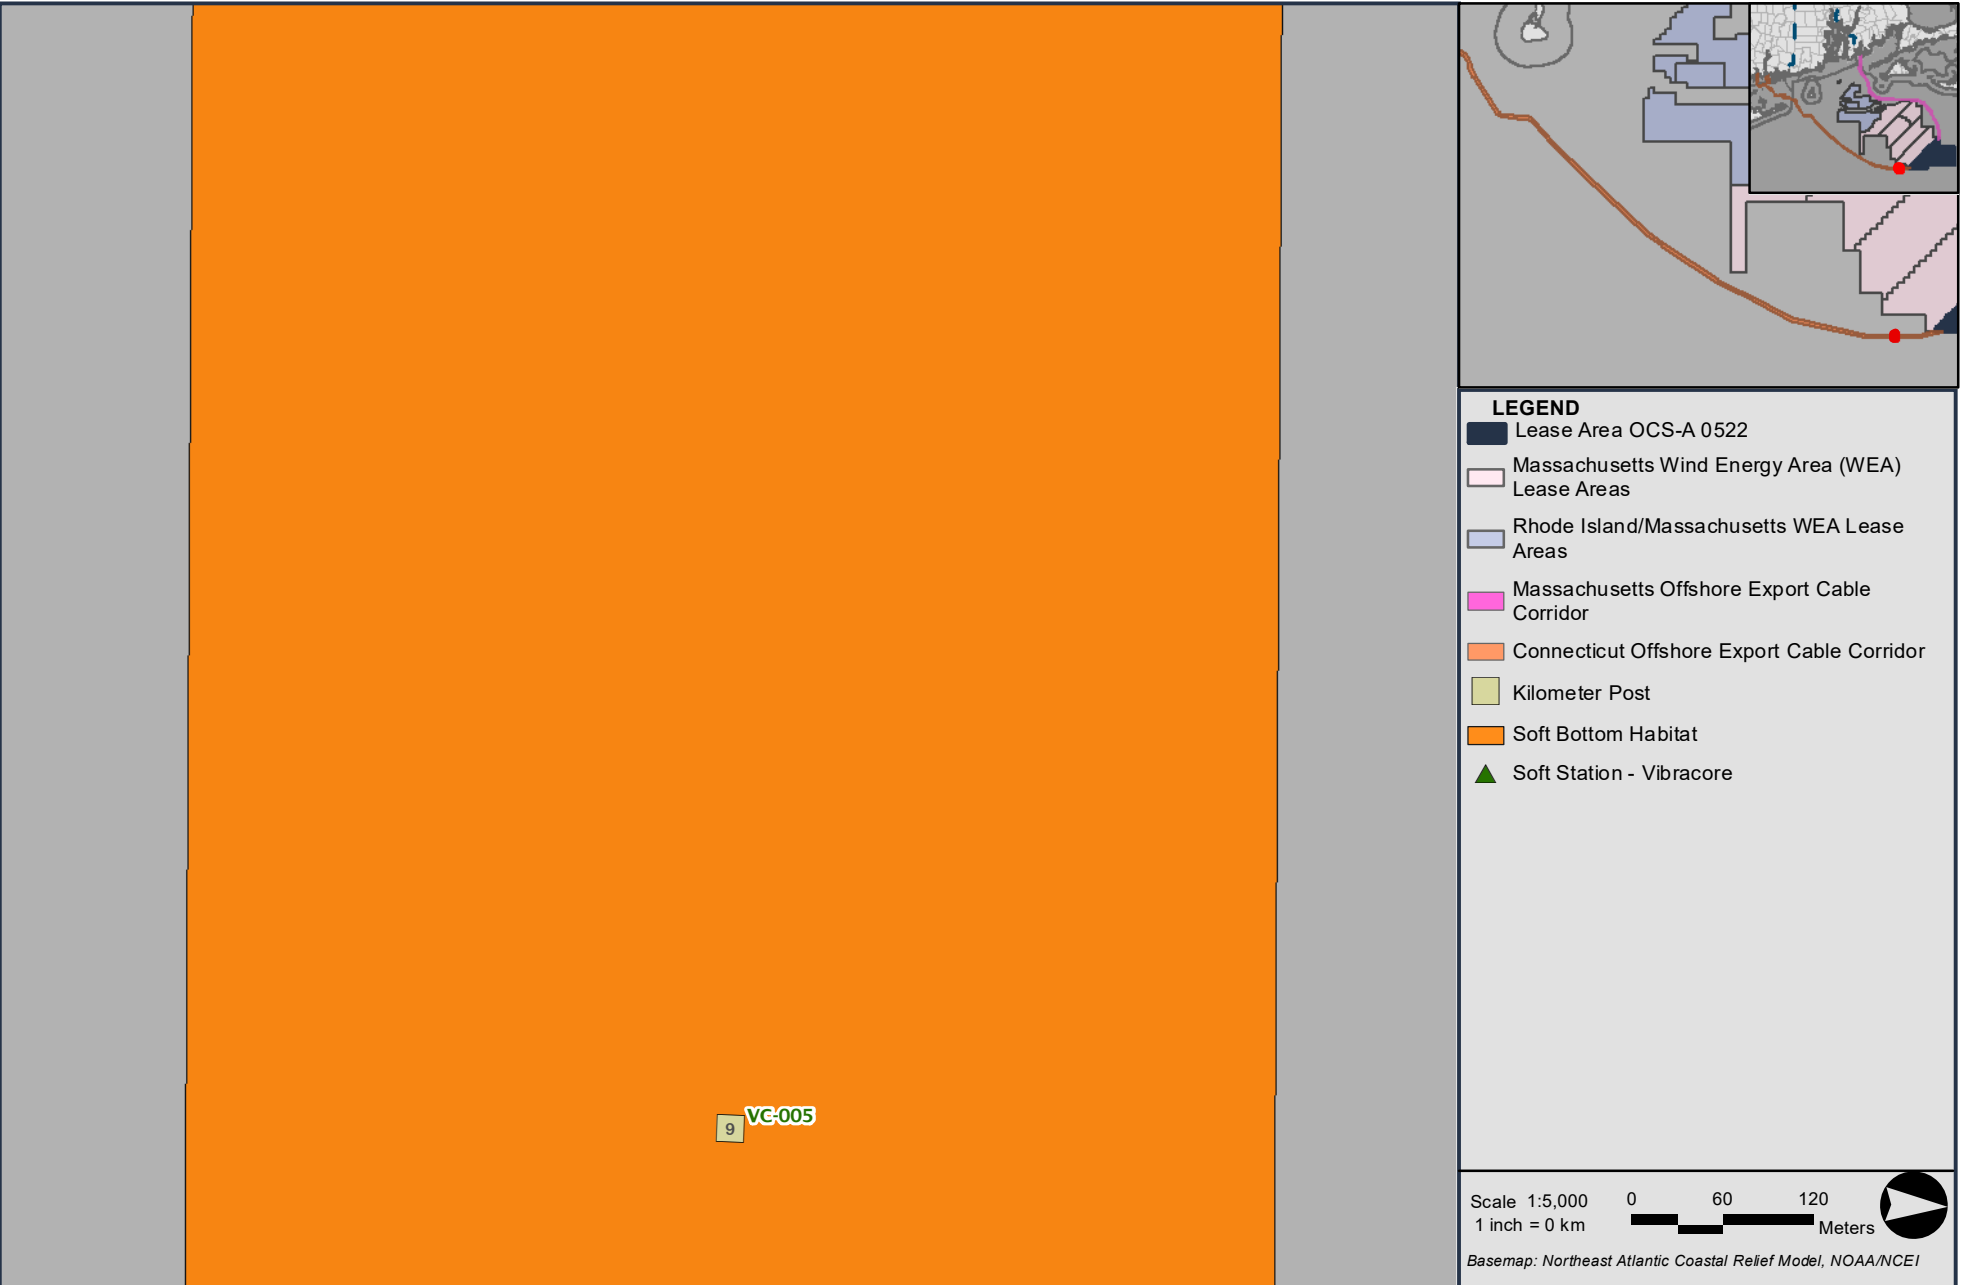 VC-005
9
LEGEND
Lease Area OCS-A 0522
Massachusetts Wind Energy Area (WEA)
Lease Areas
Rhode Island/Massachusetts WEA Lease
Areas
Massachusetts Offshore Export Cable
Corridor
Connecticut Offshore Export Cable Corridor
Kilometer Post
Soft Bottom Habitat
Soft Station - Vibracore
Scale 1:5,000
1 inch = 0 km
0 60 120
Meters
Basemap: Northeast Atlantic Coastal Relief Model, NOAA/NCEI